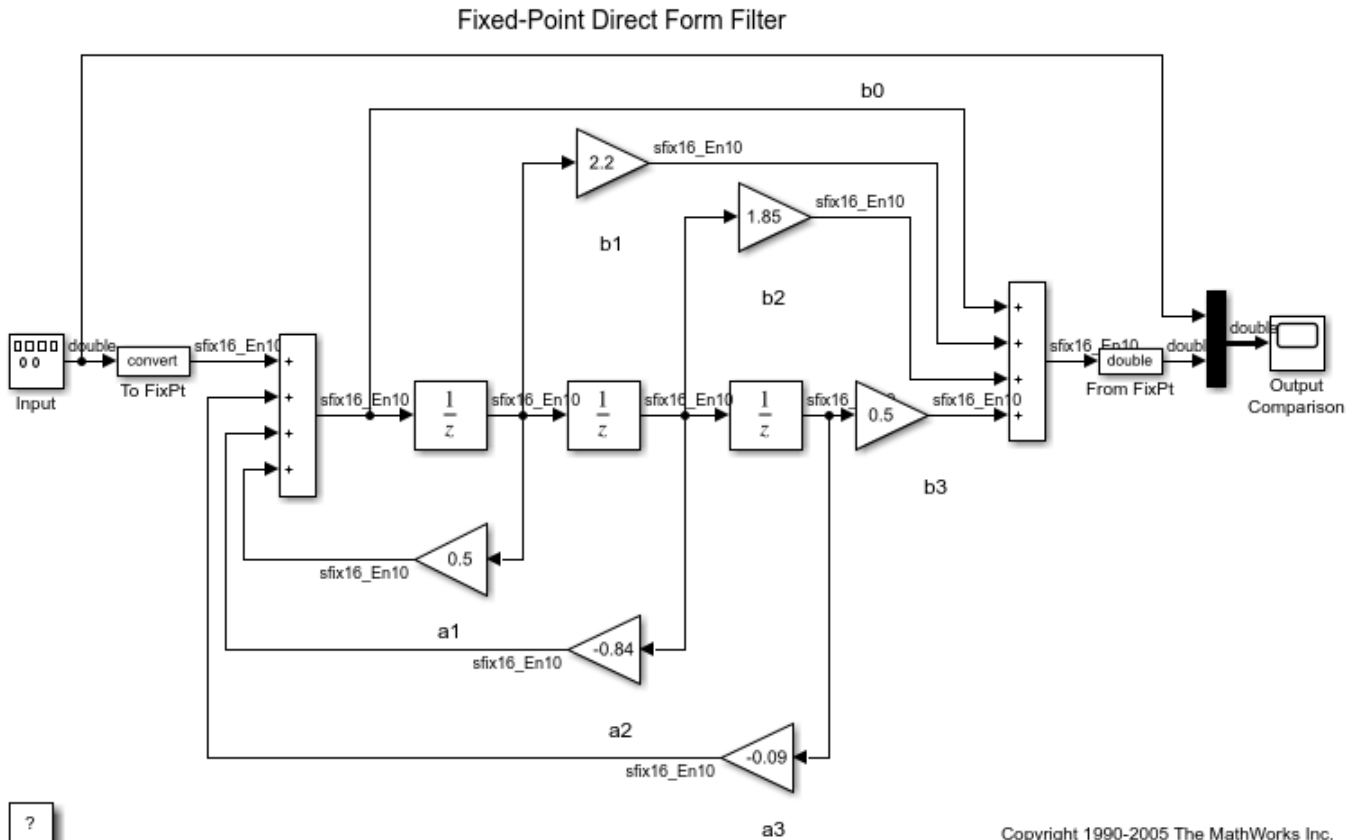 Fixed-Point Direct Form Filter
b0
2.2
sfix16_En10
1.85
sfix16_En10
b1
b2
+
+
+
+
double
convert
To FixPt
sfix16_En10
Input
+
+
+
+
sfix16_En10
1
z
sfix16_En10
1
z
sfix16_En10
1
z
0.5
sfix16_En10
sfix16_En10
double
From FixPt
double
Output
Comparison
b3
0.5
sfix16_En10
a1
-0.84
sfix16_En10
a2
-0.09
sfix16_En10
a3
?
Copyright 1990-2005 The MathWorks Inc.